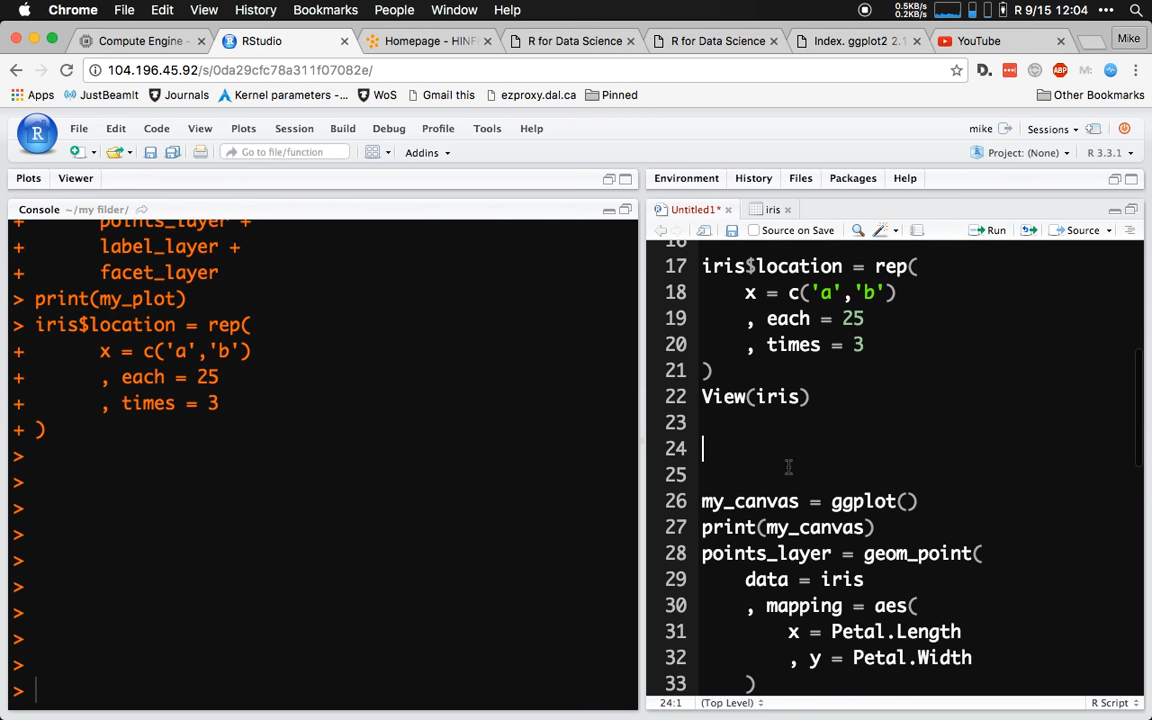 Chrome File Edit View History Bookmarks People Window Help 0.5KB/s 0.2KB/s R 9/15 12:04
Compute Engine - RStudio Homepage - HINF R for Data Science R for Data Science Index. ggplot2 2.1 YouTube Mike
104.196.45.92/s/0da29cfc78a311f07082e/ D. ABP M:
Apps JustBeamIt Journals Kernel parameters -... WoS Gmail this ezproxy.dal.ca Pinned Other Bookmarks
R File Edit Code View Plots Session Build Debug Profile Tools Help mike Sessions
Go to file/function Addins Project: (None) R 3.3.1
Plots Viewer Environment History Files Packages Help
Console ~/my filder/ Untitled1* iris
Source on Save Run Source
+ points_layer +
+ label_layer +
+ facet_layer
> print(my_plot)
> iris$location = rep(
+ x = c('a','b')
+ , each = 25
+ , times = 3
+ )
>
>
>
>
>
>
>
>
>
>
16
17 iris$location = rep(
18 x = c('a','b')
19 , each = 25
20 , times = 3
21 )
22 View(iris)
23
24
25
26 my_canvas = ggplot()
27 print(my_canvas)
28 points_layer = geom_point(
29 data = iris
30 , mapping = aes(
31 x = Petal.Length
32 , y = Petal.Width
33 )
24:1 (Top Level) R Script